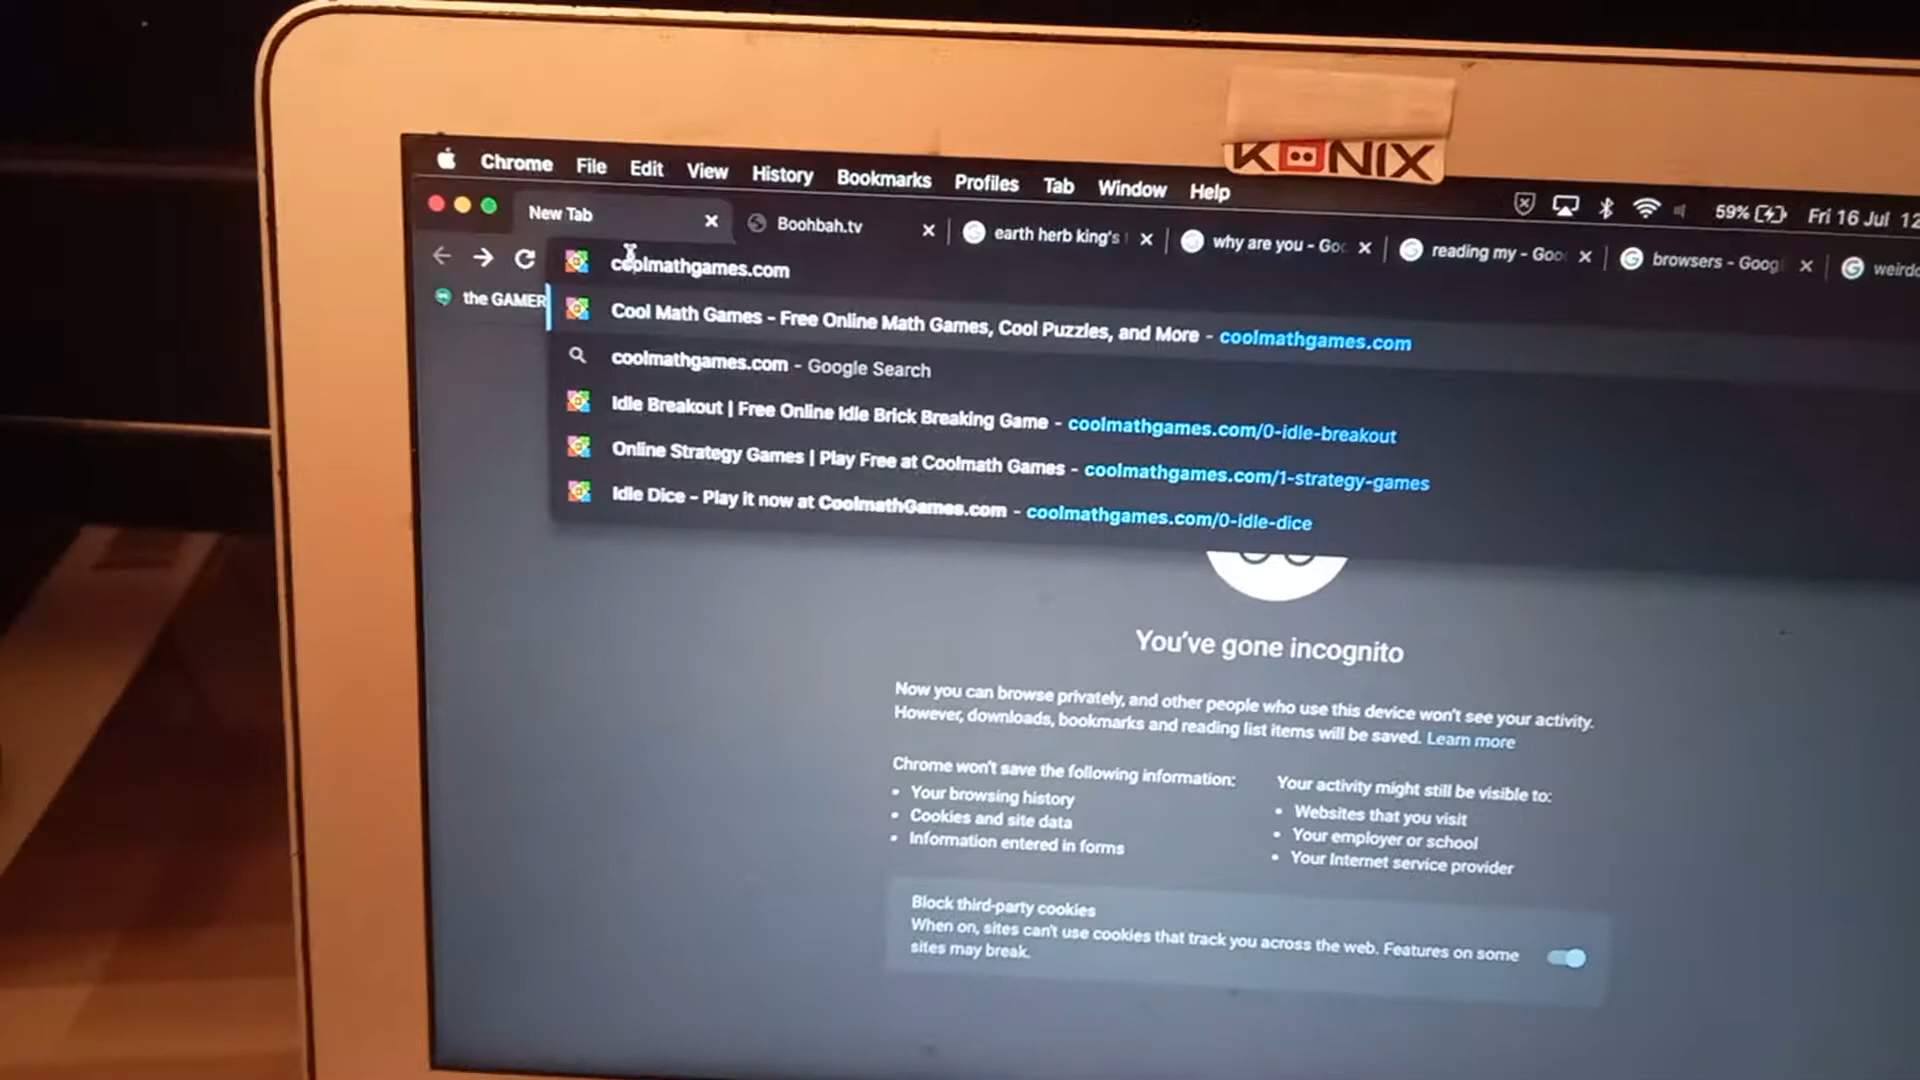 KONIX
Chrome File Edit View History Bookmarks Profiles Tab Window Help
59% Fri 16 Jul 12
New Tab
Boohbah.tv
earth herb king's
why are you - Goo
reading my - Goo
browsers - Googl
weirdo
coolmathgames.com
the GAMER
Cool Math Games - Free Online Math Games, Cool Puzzles, and More - coolmathgames.com
coolmathgames.com - Google Search
Idle Breakout | Free Online Idle Brick Breaking Game - coolmathgames.com/0-idle-breakout
Online Strategy Games | Play Free at Coolmath Games - coolmathgames.com/1-strategy-games
Idle Dice - Play it now at CoolmathGames.com - coolmathgames.com/0-idle-dice
You've gone incognito
Now you can browse privately, and other people who use this device won't see your activity.
However, downloads, bookmarks and reading list items will be saved. Learn more
Chrome won't save the following information:
• Your browsing history
• Cookies and site data
• Information entered in forms
Your activity might still be visible to:
• Websites that you visit
• Your employer or school
• Your Internet service provider
Block third-party cookies
When on, sites can't use cookies that track you across the web. Features on some
sites may break.